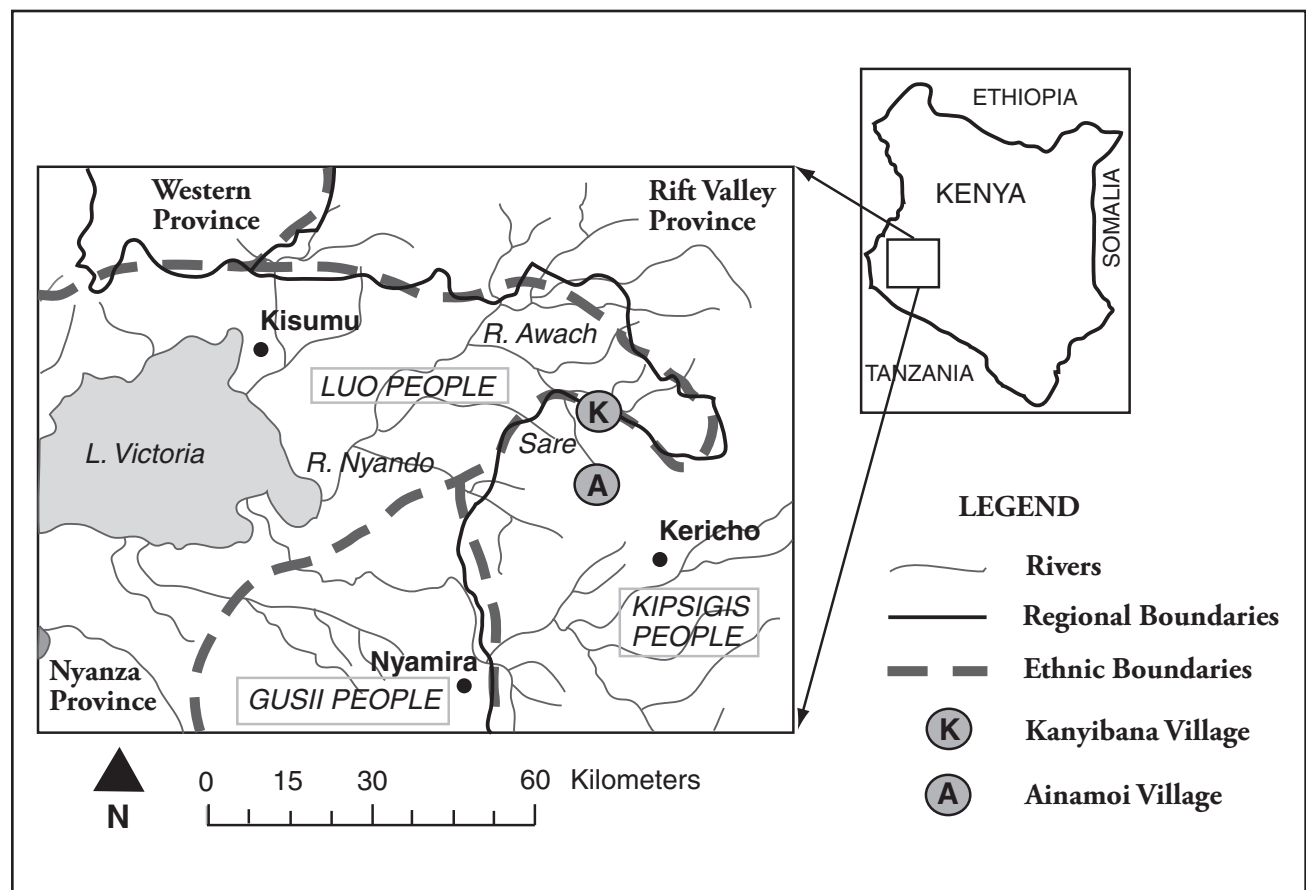 ETHIOPIA
KENYA
SOMALIA
TANZANIA
Western
Province
Rift Valley
Province
Kisumu
R. Awach
LUO PEOPLE
K
L. Victoria
R. Nyando
Sare
A
Kericho
KIPSIGIS
PEOPLE
Nyanza
Province
Nyamira
GUSII PEOPLE
N
0 15 30 60 Kilometers
LEGEND
Rivers
Regional Boundaries
Ethnic Boundaries
K Kanyibana Village
A Ainamoi Village